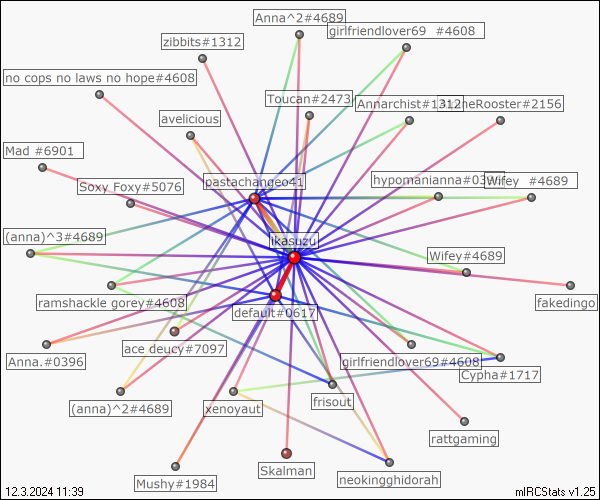 Anna^2#4689
girlfriendlover69 #4608
zibbits#1312
no cops no laws no hope#4608
Toucan#2473
Annarchist#1312
Rooster#2156
avelicious
Mad #6901
pastachangeo41
hypomanianna#0396
Wifey #4689
Soxy Foxy#5076
(anna)^3#4689
ikasuzu
Wifey#4689
ramshackle gorey#4608
fakedingo
default#0617
Anna.#0396
ace deucy#7097
girlfriendlover69#4608
Cypha#1717
(anna)^2#4689
xenoyaut
frisout
rattgaming
Skalman
Mushy#1984
neokingghidorah
12.3.2024 11:39
mIRCStats v1.25